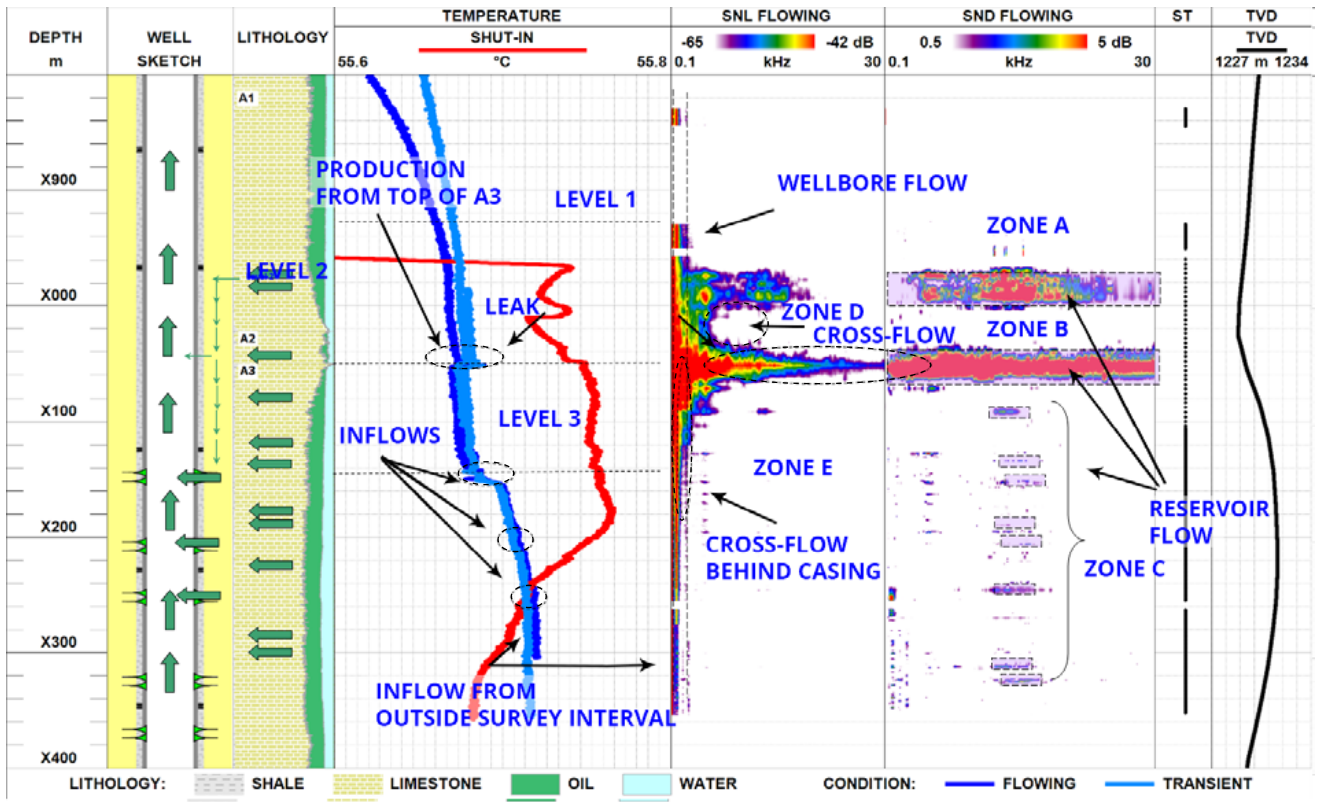 TEMPERATURE
SNL FLOWING
SND FLOWING
ST
TVD
DEPTH
m
WELL
SKETCH
LITHOLOGY
SHUT-IN
55.6
°C
55.8
-65
-42 dB
0.1
kHz
30
0.5
5 dB
0.1
kHz
30
TVD
1227 m 1234
A1
PRODUCTION
FROM TOP OF A3
LEVEL 1
WELLBORE FLOW
ZONE A
X900
LEVEL 2
X000
LEAK
ZONE D
CROSS-FLOW
ZONE B
A2
A3
X100
LEVEL 3
INFLOWS
ZONE E
X200
CROSS-FLOW
BEHIND CASING
RESERVOIR
FLOW
ZONE C
X300
INFLOW FROM
OUTSIDE SURVEY INTERVAL
X400
LITHOLOGY:
SHALE
LIMESTONE
OIL
WATER
CONDITION:
FLOWING
TRANSIENT